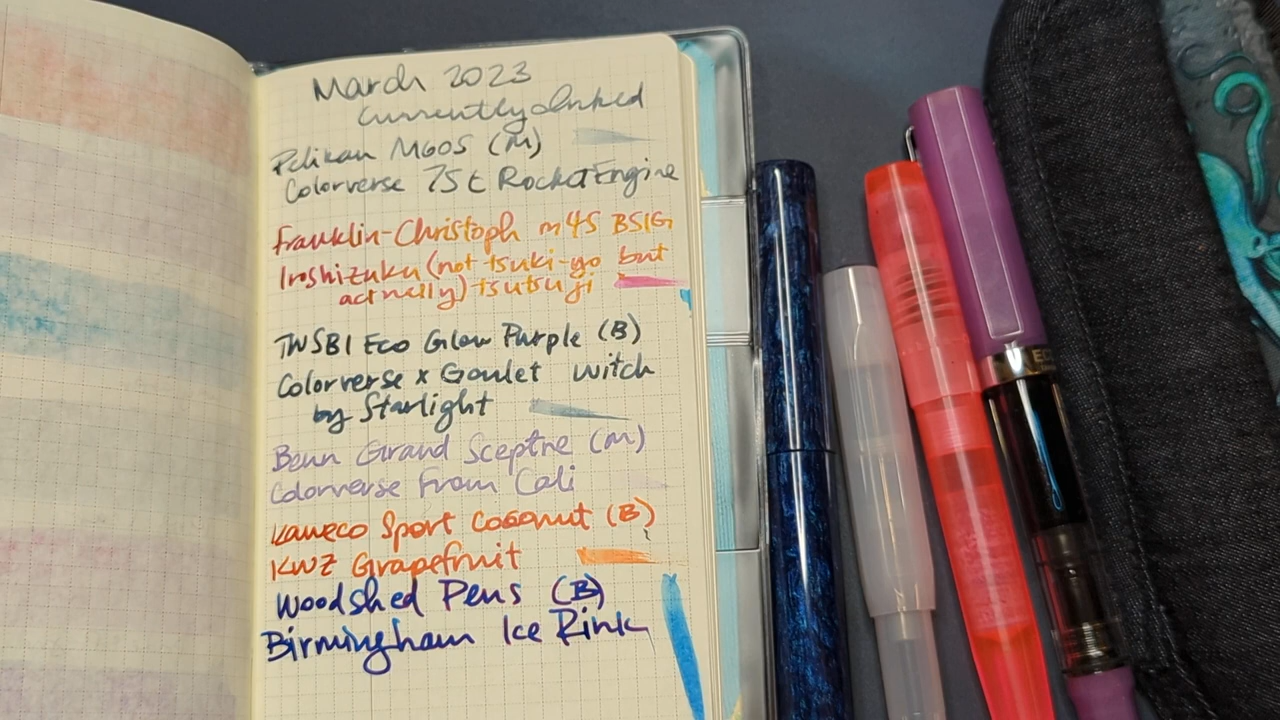 March 2023
Currently Inked
Pelikan M605 (M)
Colorverse 75t RocketEngine
Franklin-Christoph m45 BSIG
Iroshizuku (not tsuki-yo but
actually) tsutsuji
TWSBI Eco Glow Purple (B)
Colorverse x Goulet Witch
by Starlight
Benu Grand Sceptre (M)
Colorverse From Cali
Kaweco Sport Coconut (B)
KWZ Grapefruit
Woodshed Pens (B)
Birmingham Ice Rink